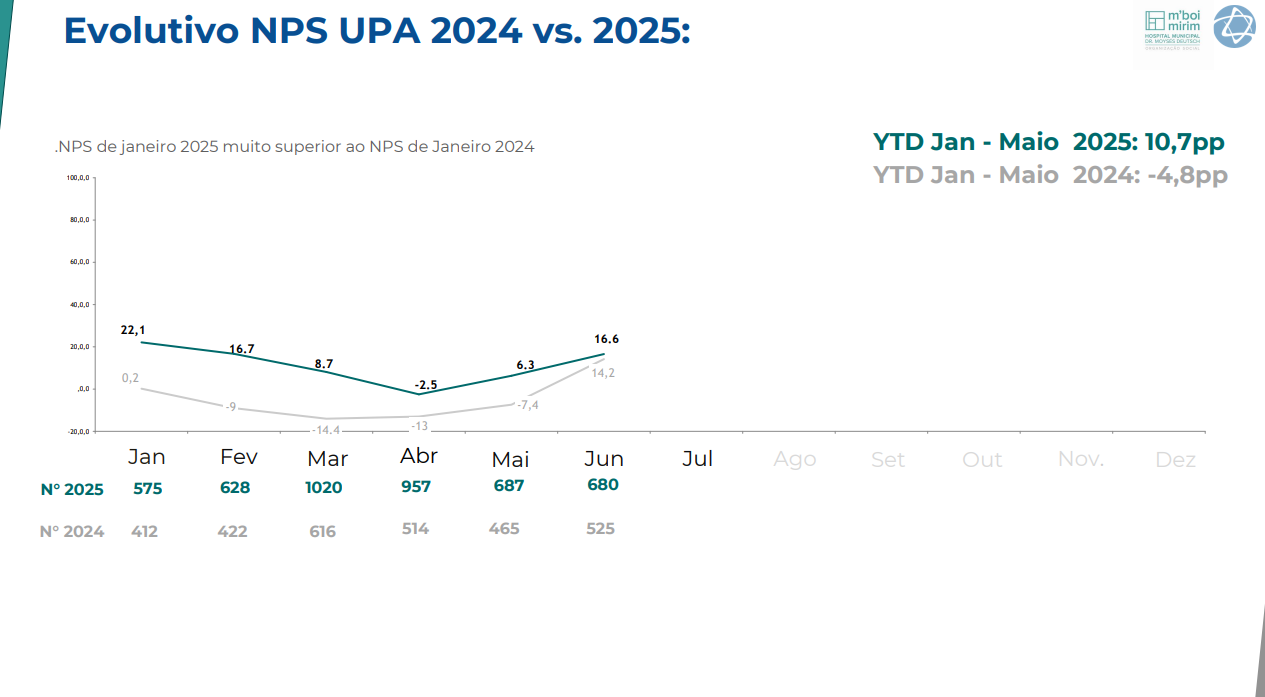 Evolutivo NPS UPA 2024 vs. 2025:
m'boi
mirim
HOSPITAL MUNICIPAL
DR. MOYSES DEUTSCH
ORGANIZAÇÃO SOCIAL
.NPS de janeiro 2025 muito superior ao NPS de Janeiro 2024
YTD Jan - Maio 2025: 10,7pp
YTD Jan - Maio 2024: -4,8pp
100,0,0
80,0,0
60,0,0
40,0,0
20,0,0
,0,0
-20,0,0
22,1 16.7 8.7 -2.5 6.3 16.6
0,2 -9 -14.4 -13 -7,4 14,2
Jan Fev Mar Abr Mai Jun Jul Ago Set Out Nov. Dez
N° 2025 575 628 1020 957 687 680
N° 2024 412 422 616 514 465 525